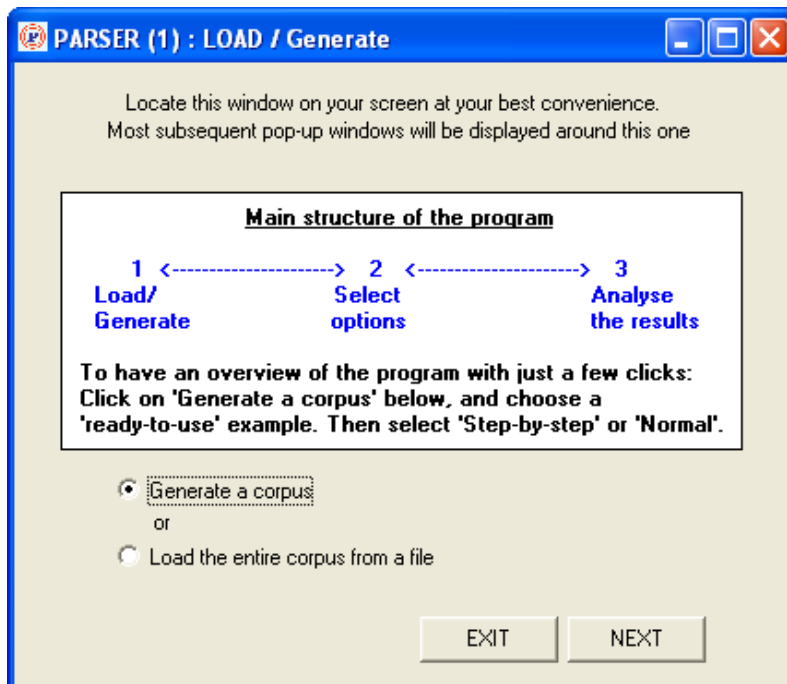 PARSER (1) : LOAD / Generate
Locate this window on your screen at your best convenience.
Most subsequent pop-up windows will be displayed around this one
Main structure of the program
1 <----------------------> 2 <----------------------> 3
Load/ Select Analyse
Generate options the results
To have an overview of the program with just a few clicks:
Click on 'Generate a corpus' below, and choose a
'ready-to-use' example. Then select 'Step-by-step' or 'Normal'.
Generate a corpus
or
Load the entire corpus from a file
EXIT NEXT